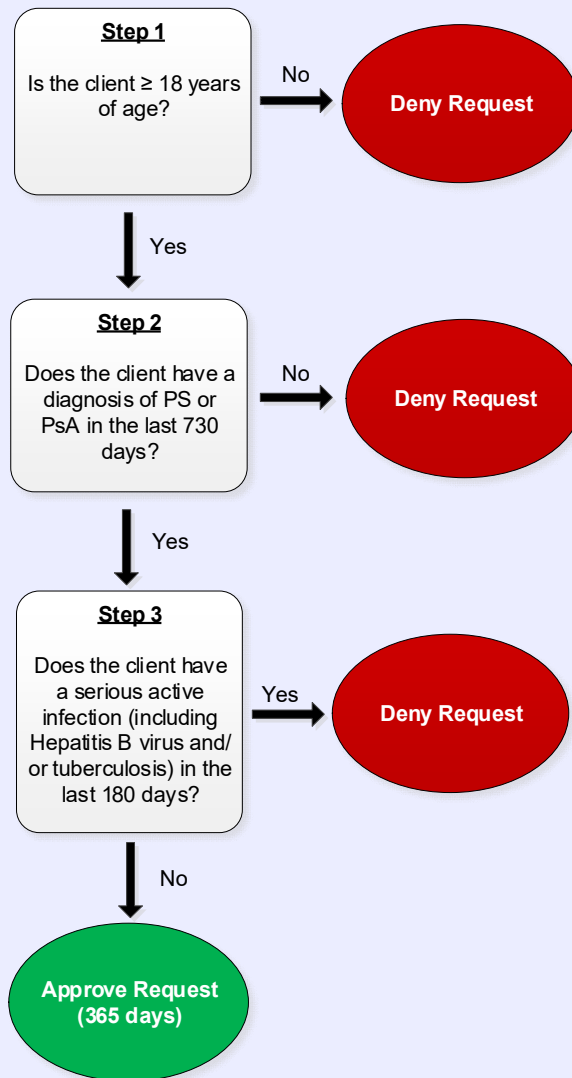 Step 1
Is the client ≥ 18 years
of age?
No
Deny Request
Yes
Step 2
Does the client have a
diagnosis of PS or
PsA in the last 730
days?
No
Deny Request
Yes
Step 3
Does the client have
a serious active
infection (including
Hepatitis B virus and/
or tuberculosis) in the
last 180 days?
Yes
Deny Request
No
Approve Request
(365 days)